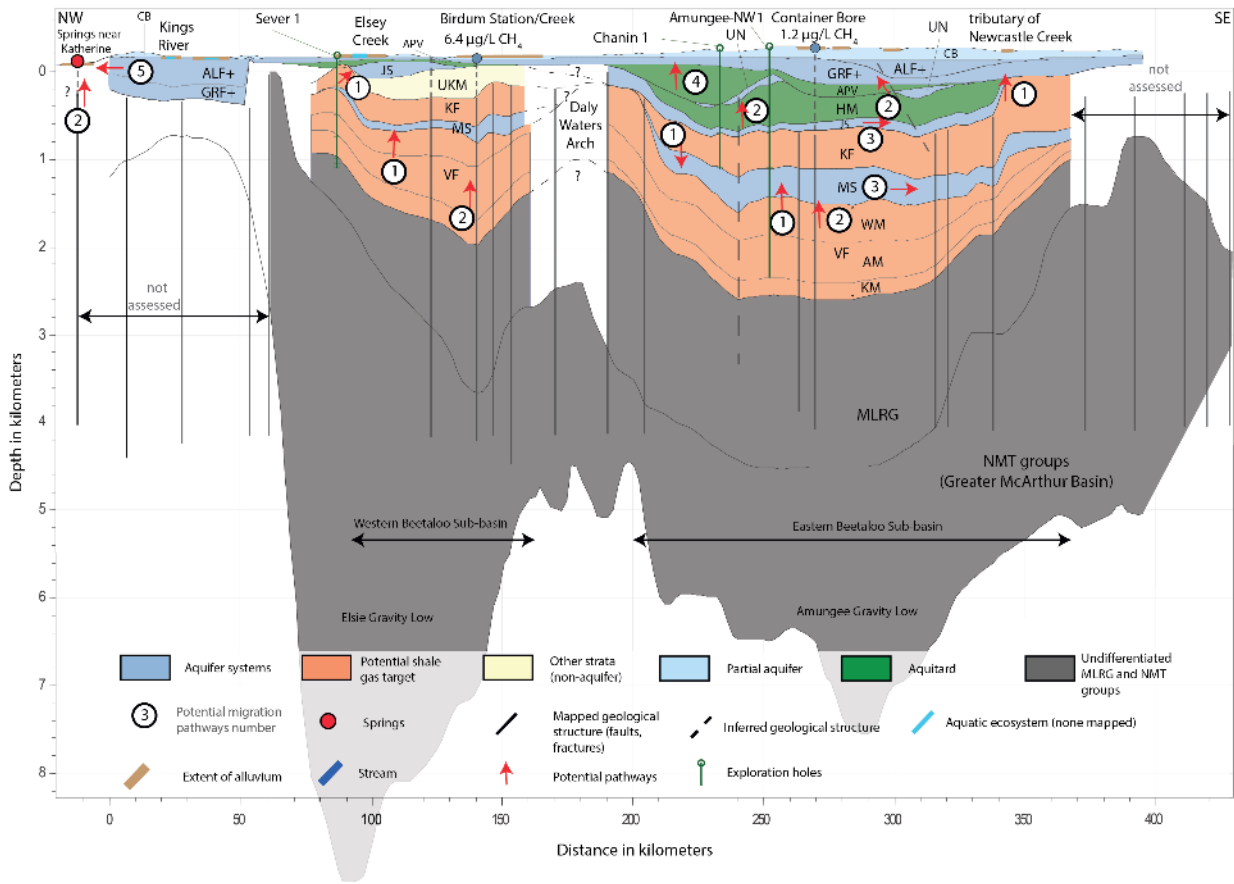 NW
SE
Springs near
Katherine
CB
Kings
River
Sever 1
Elsey
Creek
APV
Birdum Station/Creek
6.4 µg/L CH4
Chanin 1
Amungee-NW1
UN
Container Bore
1.2 µg/L CH4
UN
CB
tributary of
Newcastle Creek
not
assessed
?
2
5
ALF+
GRF+
1
JS
UKM
KF
MS
1
VF
2
?
Daly
Waters
Arch
?
4
GRF+
ALF+
APV
HM
2
2
JS
3
1
1
KF
MS
3
1
2
WM
VF
AM
KM
not
assessed
MLRG
NMT groups
(Greater McArthur Basin)
Western Beetaloo Sub-basin
Eastern Beetaloo Sub-basin
Elsie Gravity Low
Amungee Gravity Low
Depth in kilometers
0
1
2
3
4
5
6
7
8
Aquifer systems
Potential shale
gas target
Other strata
(non-aquifer)
Partial aquifer
Aquitard
Undifferentiated
MLRG and NMT
groups
3
Potential migration
pathways number
Springs
Mapped geological
structure (faults,
fractures)
Inferred geological structure
Aquatic ecosystem (none mapped)
Extent of alluvium
Stream
Potential pathways
Exploration holes
0
50
100
150
200
250
300
350
400
Distance in kilometers